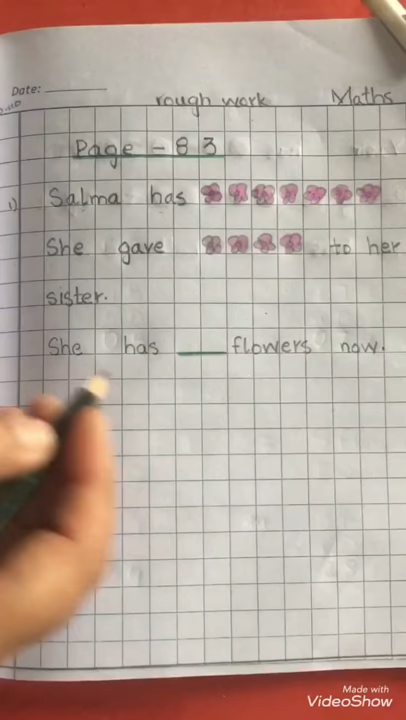 Date:
rough work Maths
Page - 83
1) Salma has
She gave to her
sister.
She has ___ flowers now.
Made with
VideoShow